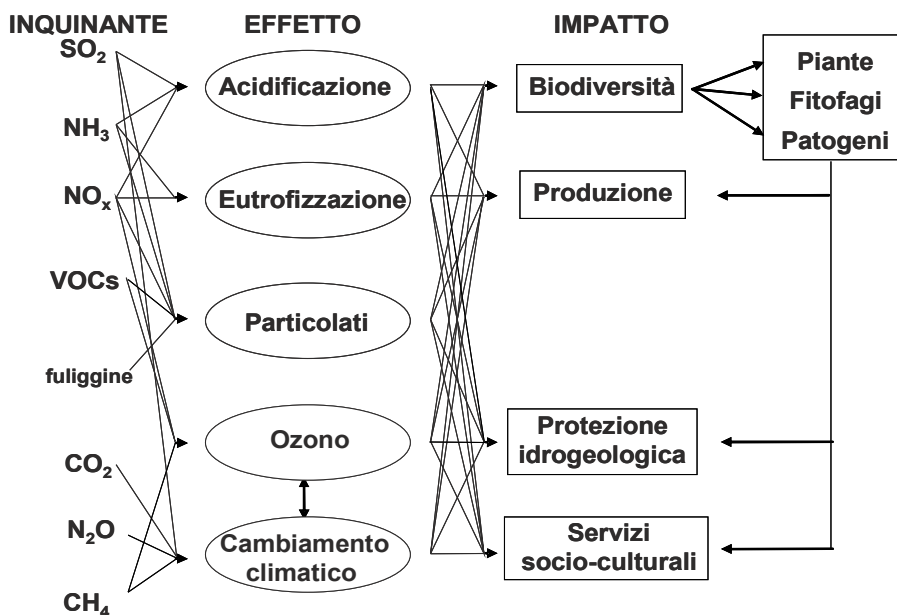 INQUINANTE EFFETTO IMPATTO
SO₂
Acidificazione
Biodiversità
Piante
Fitofagi
Patogeni
NH₃
NOₓ
Eutrofizzazione
Produzione
VOCs
Particolati
fuliggine
Ozono
Protezione
idrogeologica
CO₂
N₂O
Cambiamento
climatico
Servizi
socio-culturali
CH₄